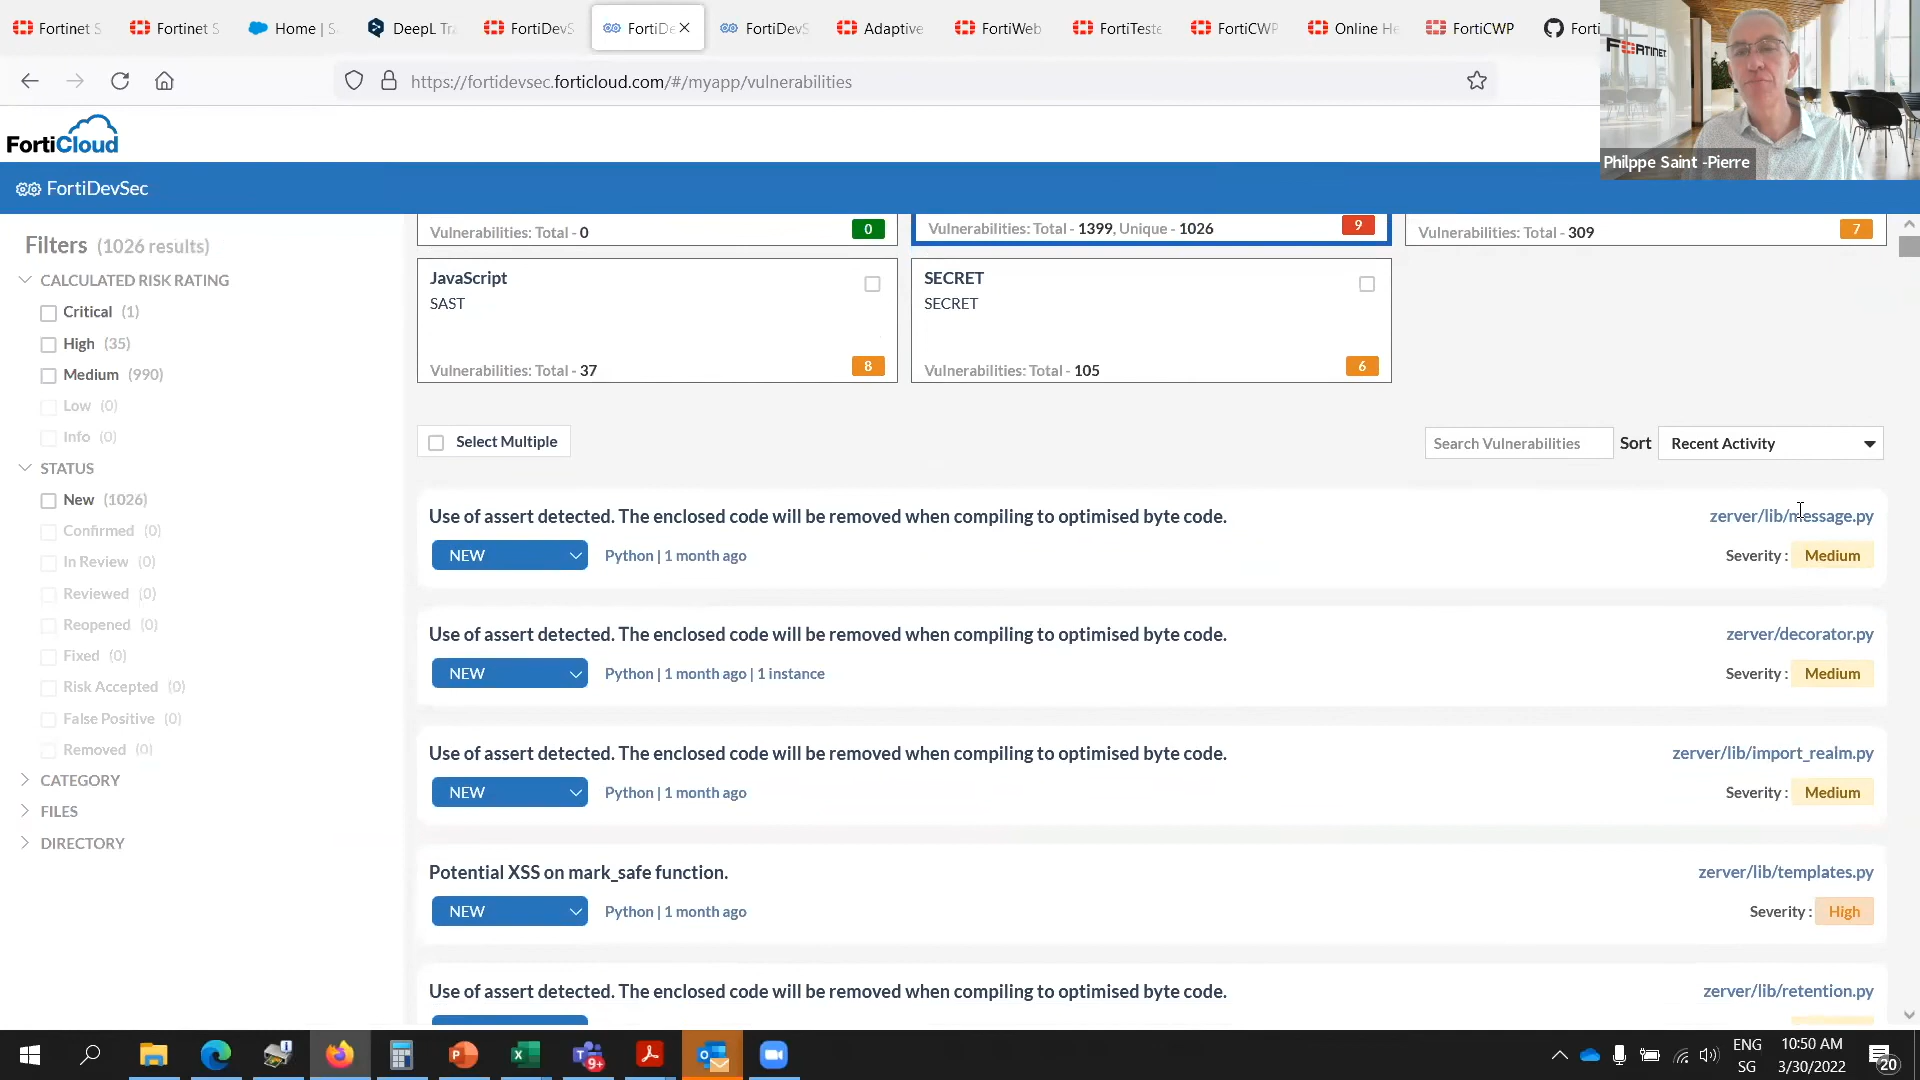 Fortinet S
Fortinet S
Home | S
DeepL Tra
FortiDevS
FortiDe
FortiDevS
Adaptive
FortiWeb
FortiTeste
FortiCWP
Online He
FortiCWP
Forti
https://fortidevsec.forticloud.com/#/myapp/vulnerabilities
FORTINET
Philppe Saint -Pierre
FortiCloud
FortiDevSec
Filters (1026 results)
CALCULATED RISK RATING
Critical (1)
High (35)
Medium (990)
Low (0)
Info (0)
STATUS
New (1026)
Confirmed (0)
In Review (0)
Reviewed (0)
Reopened (0)
Fixed (0)
Risk Accepted (0)
False Positive (0)
Removed (0)
CATEGORY
FILES
DIRECTORY
Vulnerabilities: Total - 0
0
Vulnerabilities: Total - 1399, Unique - 1026
9
Vulnerabilities: Total - 309
7
JavaScript
SAST
Vulnerabilities: Total - 37
8
SECRET
SECRET
Vulnerabilities: Total - 105
6
Select Multiple
Search Vulnerabilities
Sort
Recent Activity
Use of assert detected. The enclosed code will be removed when compiling to optimised byte code.
zerver/lib/message.py
NEW
Python | 1 month ago
Severity : Medium
Use of assert detected. The enclosed code will be removed when compiling to optimised byte code.
zerver/decorator.py
NEW
Python | 1 month ago | 1 instance
Severity : Medium
Use of assert detected. The enclosed code will be removed when compiling to optimised byte code.
zerver/lib/import_realm.py
NEW
Python | 1 month ago
Severity : Medium
Potential XSS on mark_safe function.
zerver/lib/templates.py
NEW
Python | 1 month ago
Severity : High
Use of assert detected. The enclosed code will be removed when compiling to optimised byte code.
zerver/lib/retention.py
9+
ENG
SG
10:50 AM
3/30/2022
20